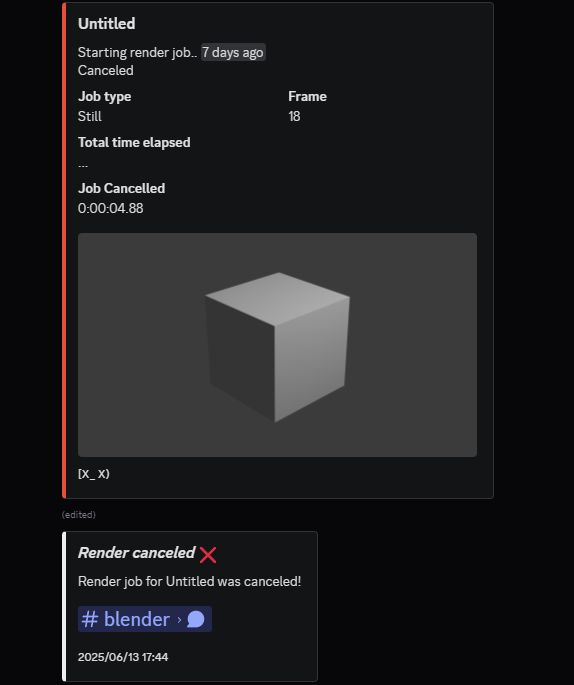 Untitled
Starting render job.. 7 days ago
Canceled
Job type
Frame
Still
18
Total time elapsed
...
Job Cancelled
0:00:04.88
[X_ X)
(edited)
Render canceled ❌
Render job for Untitled was canceled!
# blender ›
2025/06/13 17:44